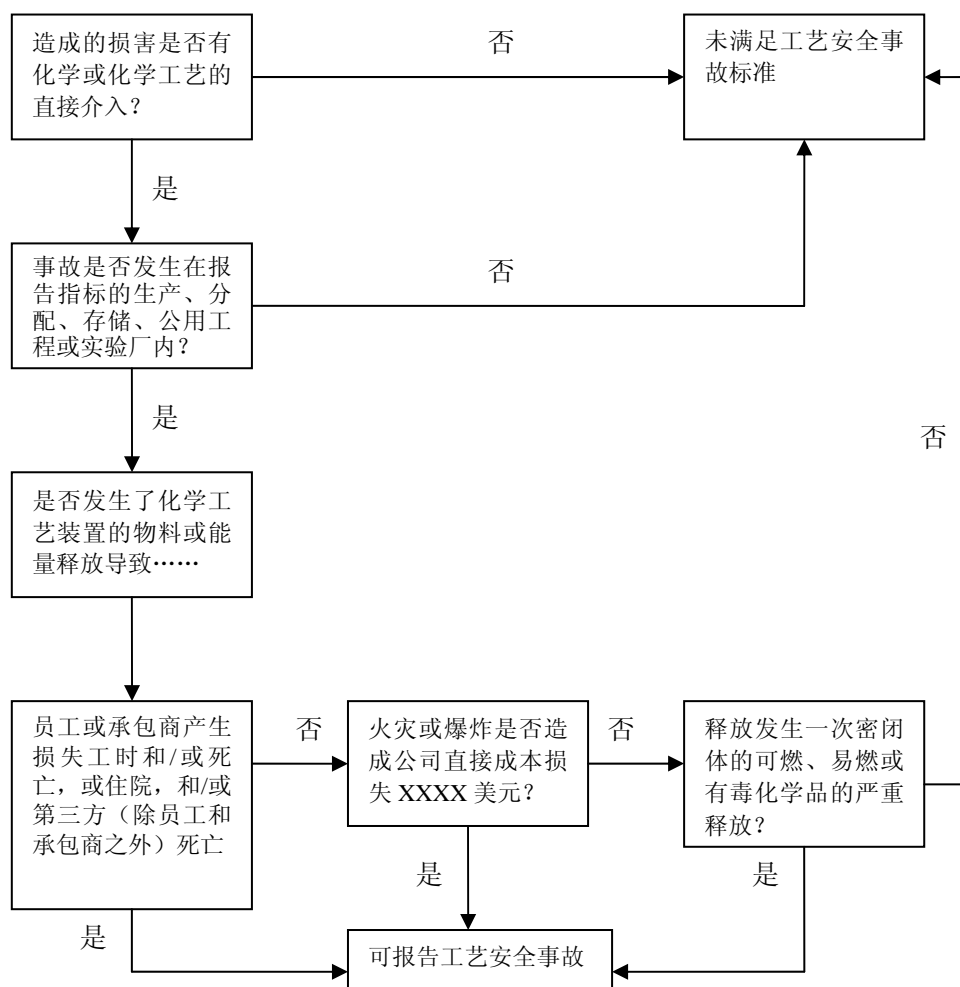 造成的损害是否有
化学或化学工艺的
直接介入？
否
未满足工艺安全事
故标准
是
事故是否发生在报
告指标的生产、分
配、存储、公用工
程或实验厂内？
否
是
否
是否发生了化学工
艺装置的物料或能
量释放导致……
员工或承包商产生
损失工时和/或死
亡，或住院，和/或
第三方（除员工和
承包商之外）死亡
否
火灾或爆炸是否造
成公司直接成本损
失 XXXX 美元？
否
释放发生一次密闭
体的可燃、易燃或
有毒化学品的严重
释放？
是
是
是
可报告工艺安全事故